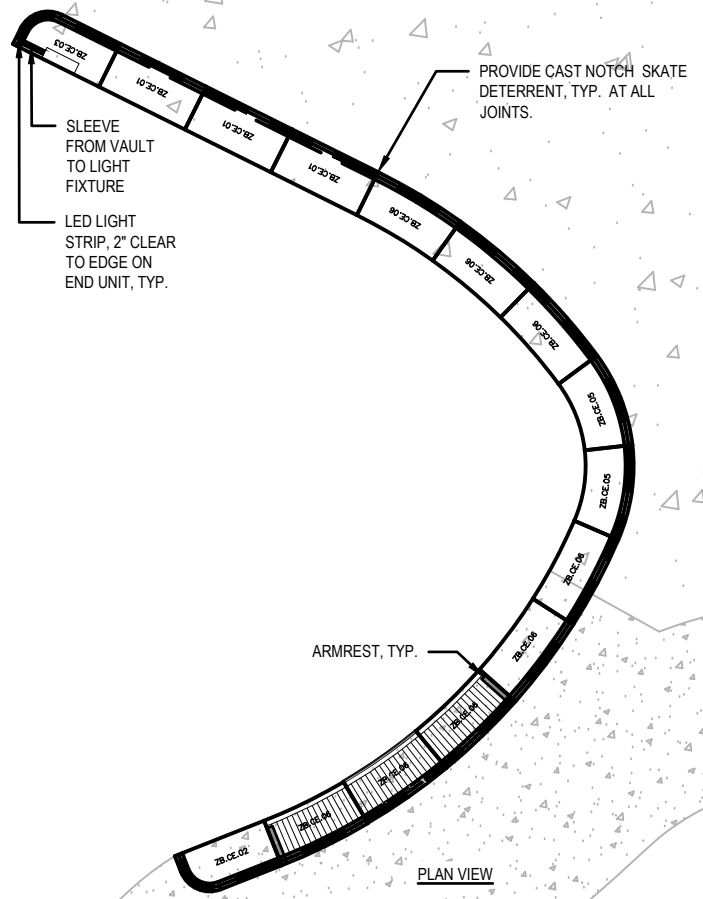 ZB.CE.03
ZB.CE.01
ZB.CE.01
ZB.CE.01
ZB.CE.06
ZB.CE.06
ZB.CE.06
ZB.CE.05
ZB.CE.05
ZB.CE.06
ZB.CE.06
ZB.CE.06
ZB.CE.06
ZB.CE.06
ZB.CE.02
PROVIDE CAST NOTCH SKATE
DETERRENT, TYP. AT ALL
JOINTS.
SLEEVE
FROM VAULT
TO LIGHT
FIXTURE
LED LIGHT
STRIP, 2" CLEAR
TO EDGE ON
END UNIT, TYP.
ARMREST, TYP.
PLAN VIEW